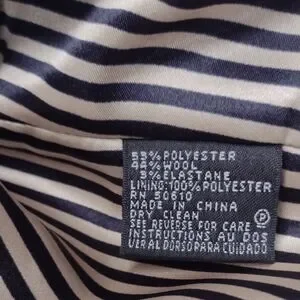 53% POLYESTER
44% WOOL
3% ELASTANE
LINING:100% POLYESTER
RN 50610
MADE IN CHINA
DRY CLEAN
SEE REVERSE FOR CARE
INSTRUCTIONS AU DOS
VER AL DORSO PARA CUIDADO
P